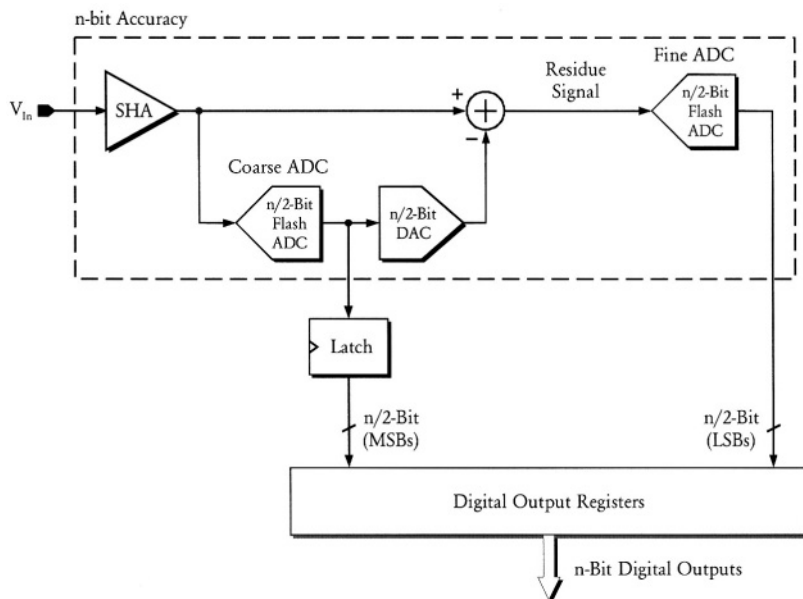 n-bit Accuracy
Fine ADC
Residue
Signal
V_In
SHA
+
−
n/2-Bit
Flash
ADC
Coarse ADC
n/2-Bit
Flash
ADC
n/2-Bit
DAC
Latch
n/2-Bit
(MSBs)
n/2-Bit
(LSBs)
Digital Output Registers
n-Bit Digital Outputs